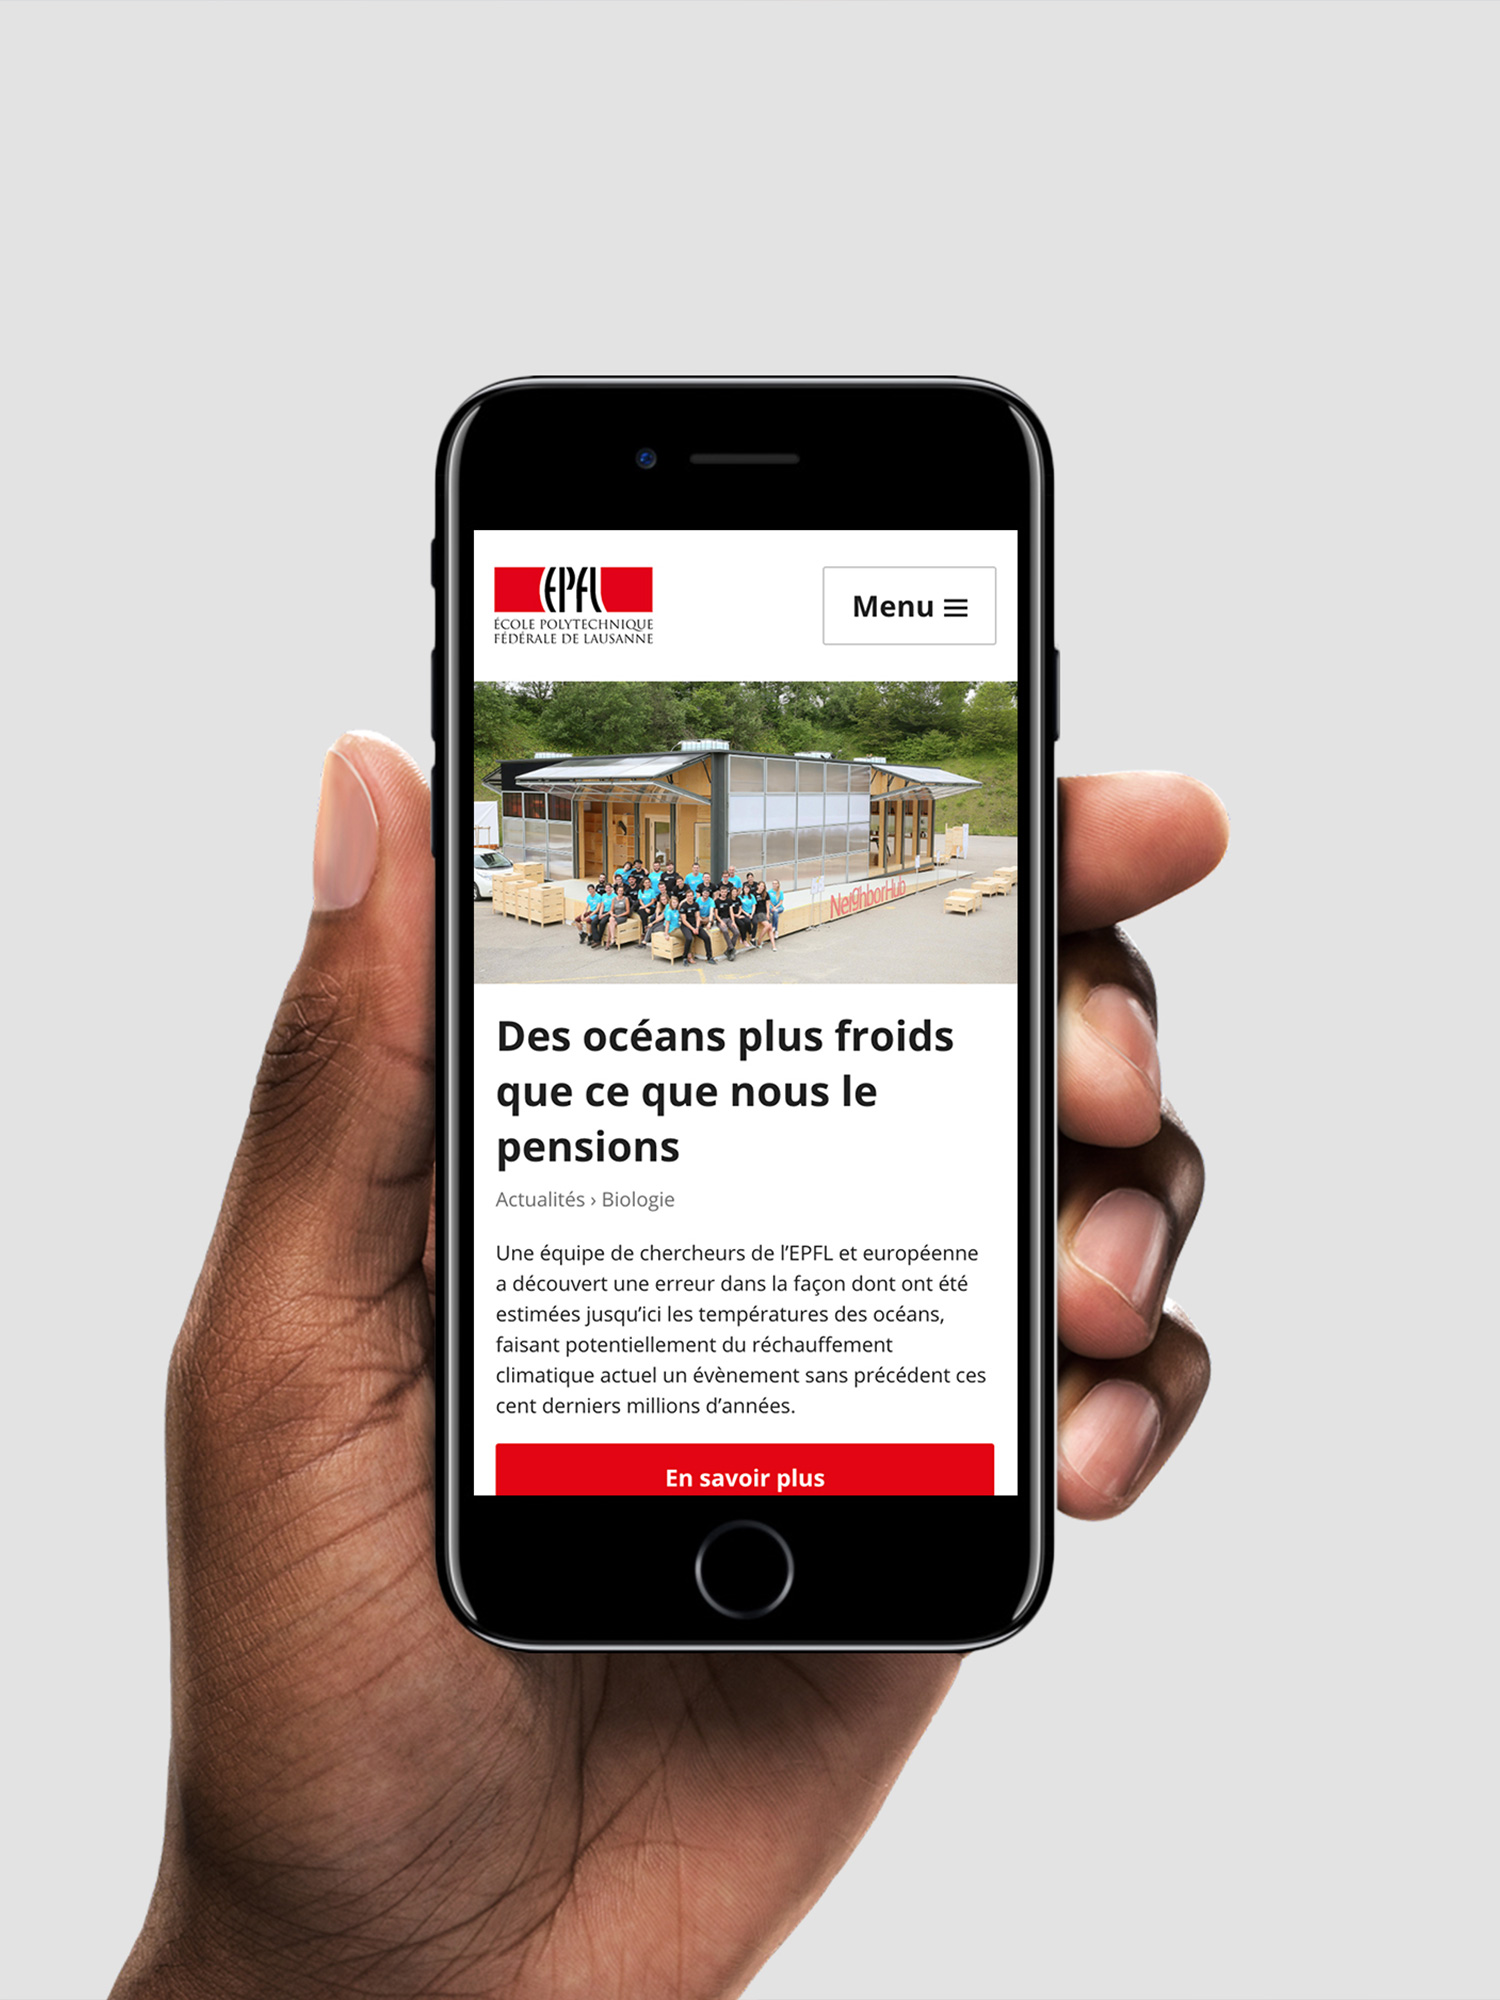 EPFL
ÉCOLE POLYTECHNIQUE
FÉDÉRALE DE LAUSANNE
Menu
NeighborHub
Des océans plus froids
que ce que nous le
pensions
Actualités › Biologie
Une équipe de chercheurs de l’EPFL et européenne
a découvert une erreur dans la façon dont ont été
estimées jusqu’ici les températures des océans,
faisant potentiellement du réchauffement
climatique actuel un évènement sans précédent ces
cent derniers millions d’années.
En savoir plus